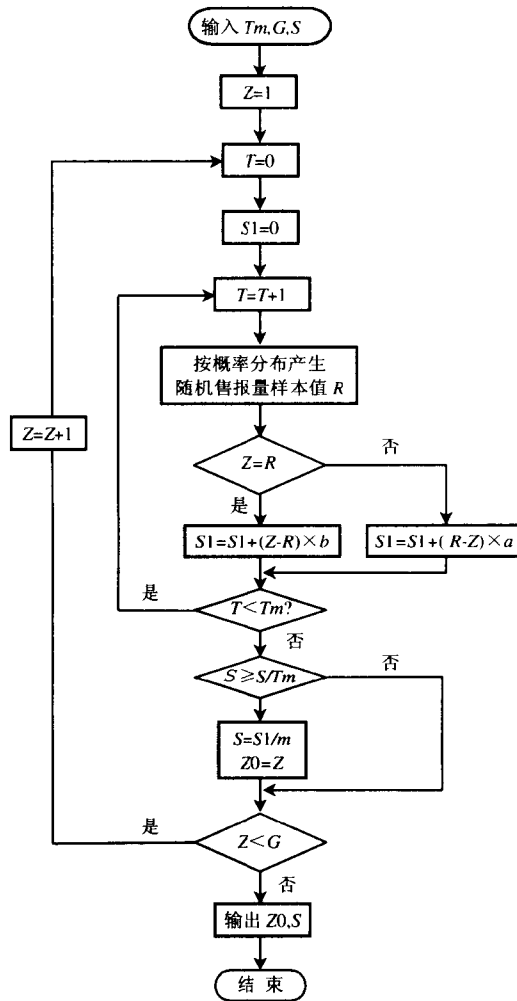 输入 Tm,G,S
Z=1
T=0
S1=0
T=T+1
按概率分布产生
随机售报量样本值 R
Z=Z+1
Z=R
否
是
S1=S1+(Z-R)×b
S1=S1+( R-Z)×a
是
T<Tm?
否
S≥S/Tm
否
S=S1/m
Z0=Z
是
Z<G
否
输出 Z0,S
结 束